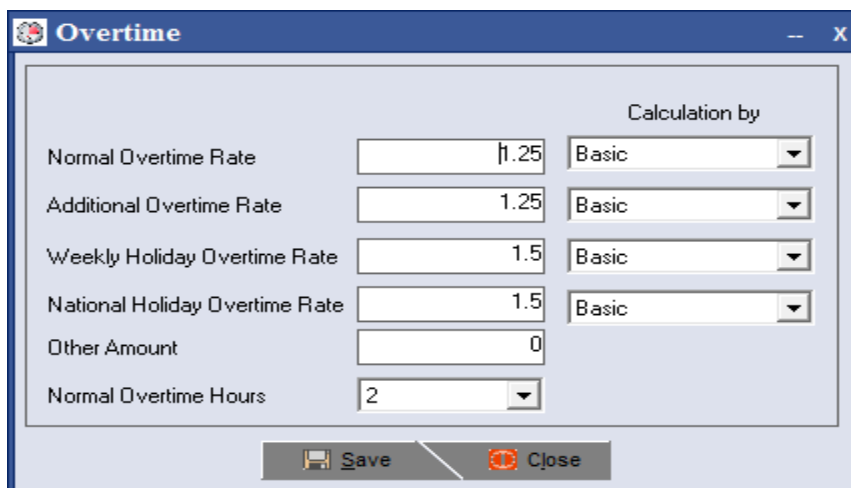 Overtime
-- X
Calculation by
Normal Overtime Rate 1.25 Basic
Additional Overtime Rate 1.25 Basic
Weekly Holiday Overtime Rate 1.5 Basic
National Holiday Overtime Rate 1.5 Basic
Other Amount 0
Normal Overtime Hours 2
Save Close